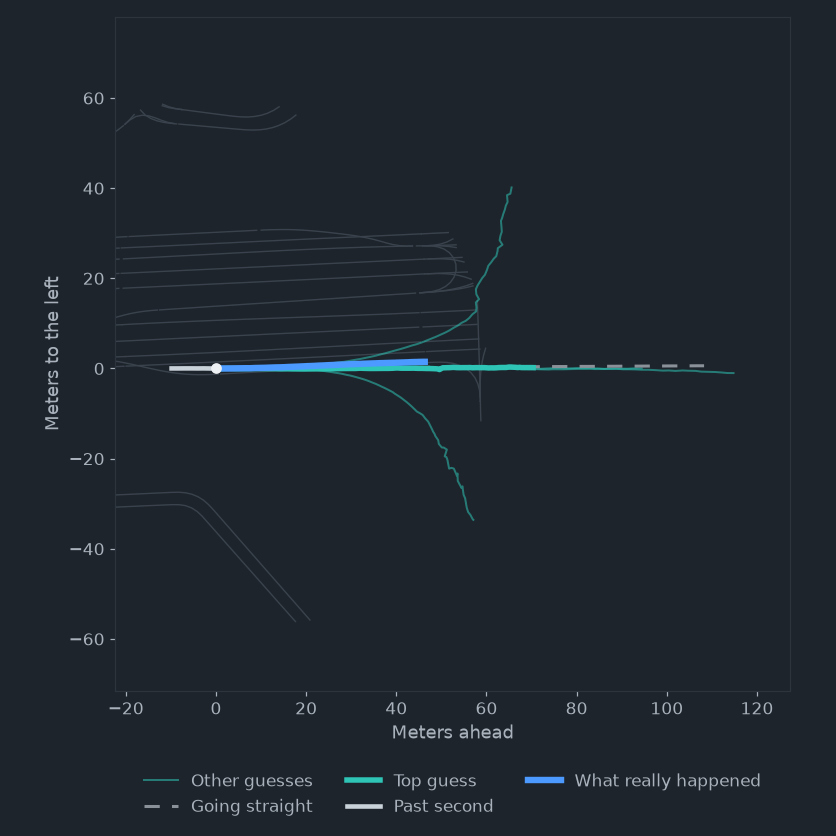 60
40
20
0
−20
−40
−60
Meters to the left
−20 0 20 40 60 80 100 120
Meters ahead
Other guesses Top guess What really happened
Going straight Past second